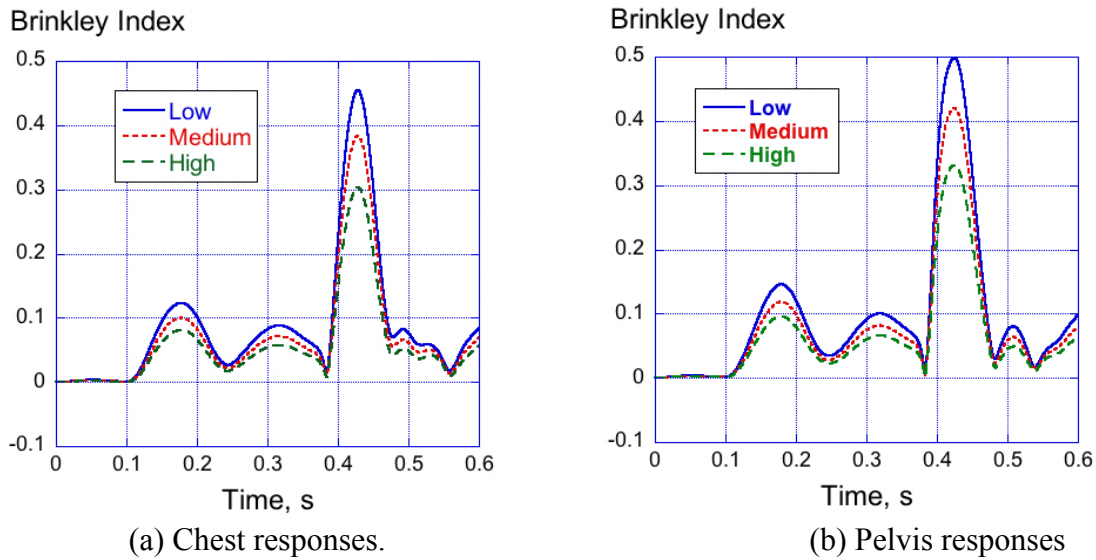 Brinkley Index
0.5
0.4
0.3
0.2
0.1
0
-0.1
Low
Medium
High
0 0.1 0.2 0.3 0.4 0.5 0.6
Time, s
(a) Chest responses.
Brinkley Index
0.5
0.4
0.3
0.2
0.1
0
-0.1
Low
Medium
High
0 0.1 0.2 0.3 0.4 0.5 0.6
Time, s
(b) Pelvis responses